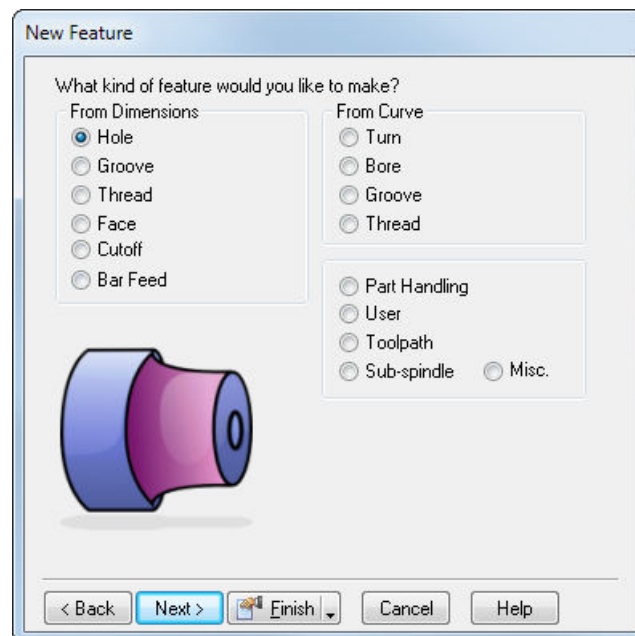 New Feature
What kind of feature would you like to make?
From Dimensions
Hole
Groove
Thread
Face
Cutoff
Bar Feed
From Curve
Turn
Bore
Groove
Thread
Part Handling
User
Toolpath
Sub-spindle Misc.
< Back Next > Finish Cancel Help